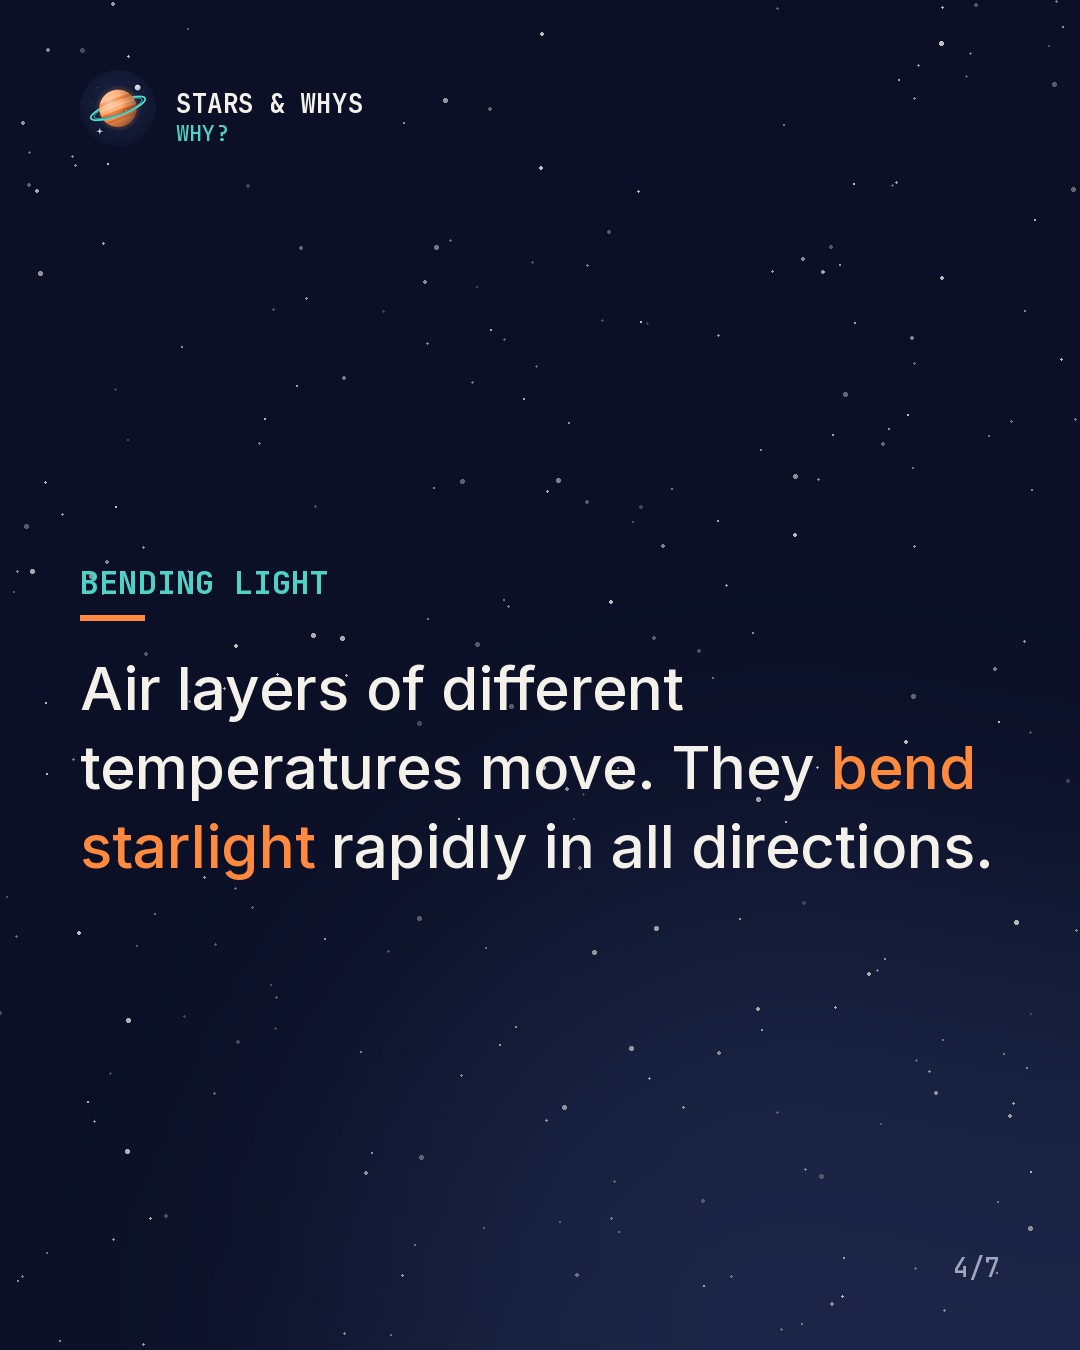 STARS & WHYS
WHY?
BENDING LIGHT
Air layers of different
temperatures move. They bend
starlight rapidly in all directions.
4/7